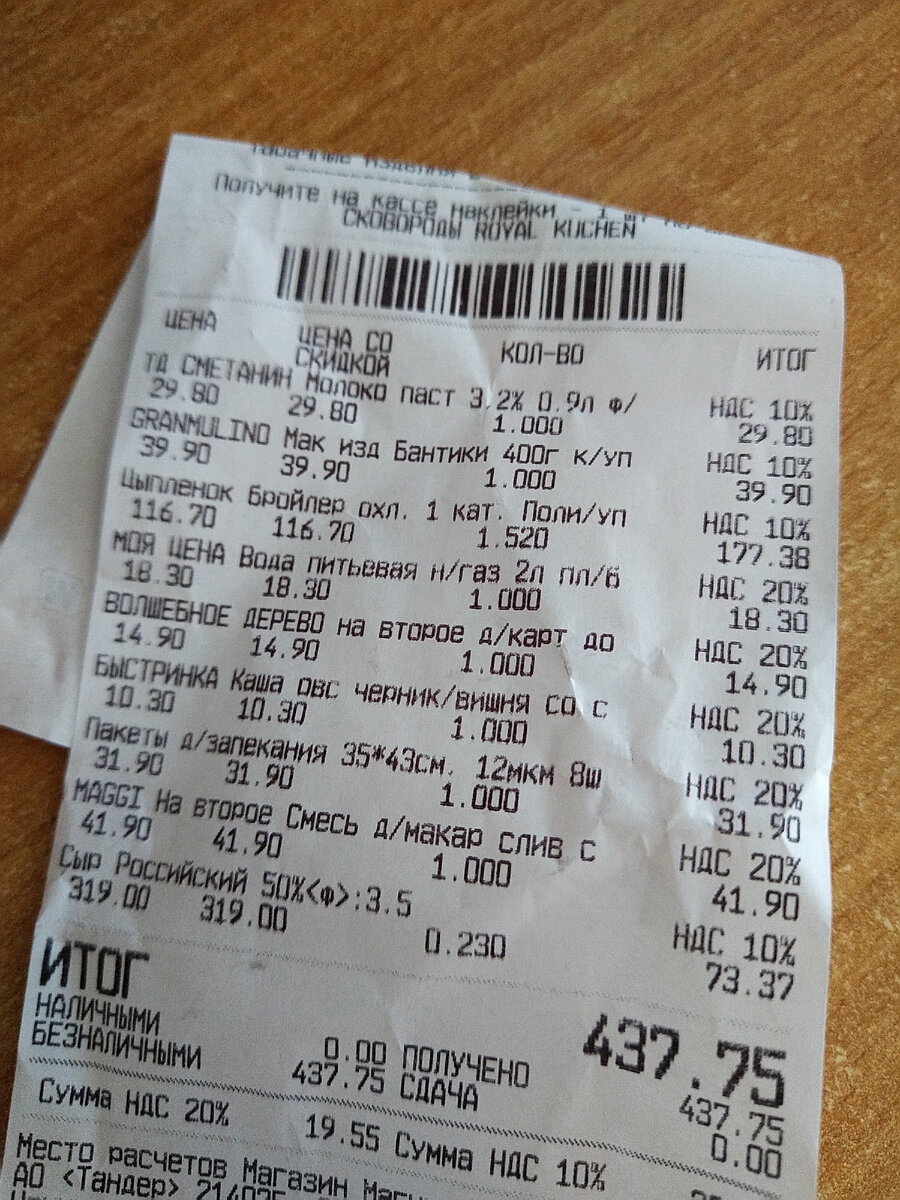 Табачные изделия
Получите на кассе наклейки - 1
СКОВОРОДЫ ROYAL KUCHEN
ЦЕНА ЦЕНА СО СКИДКОЙ КОЛ-ВО ИТОГ
ТД СМЕТАНИН Молоко паст 3,2% 0.9л ф/ НДС 10%
29.80 29.80 1.000 29.80
GRANMULINO Мак изд Бантики 400г к/уп НДС 10%
39.90 39.90 1.000 39.90
Цыпленок Бройлер охл. 1 кат. Поли/уп НДС 10%
116.70 116.70 1.520 177.38
МОЯ ЦЕНА Вода питьевая н/газ 2л пл/б НДС 20%
18.30 18.30 1.000 18.30
ВОЛШЕБНОЕ ДЕРЕВО на второе д/карт до НДС 20%
14.90 14.90 1.000 14.90
БЫСТРИНКА Каша овс черник/вишня со с НДС 20%
10.30 10.30 1.000 10.30
Пакеты д/запекания 35*43см, 12мкм 8ш НДС 20%
31.90 31.90 1.000 31.90
MAGGI На второе Смесь д/макар слив с НДС 20%
41.90 41.90 1.000 41.90
Сыр Российский 50%<ф>:3.5 НДС 10%
319.00 319.00 0.230 73.37
ИТОГ 437.75
НАЛИЧНЫМИ 0.00 ПОЛУЧЕНО 437.75
БЕЗНАЛИЧНЫМИ 437.75 СДАЧА 0.00
Сумма НДС 20% 19.55 Сумма НДС 10%
Место расчетов Магазин
АО <Тандер>